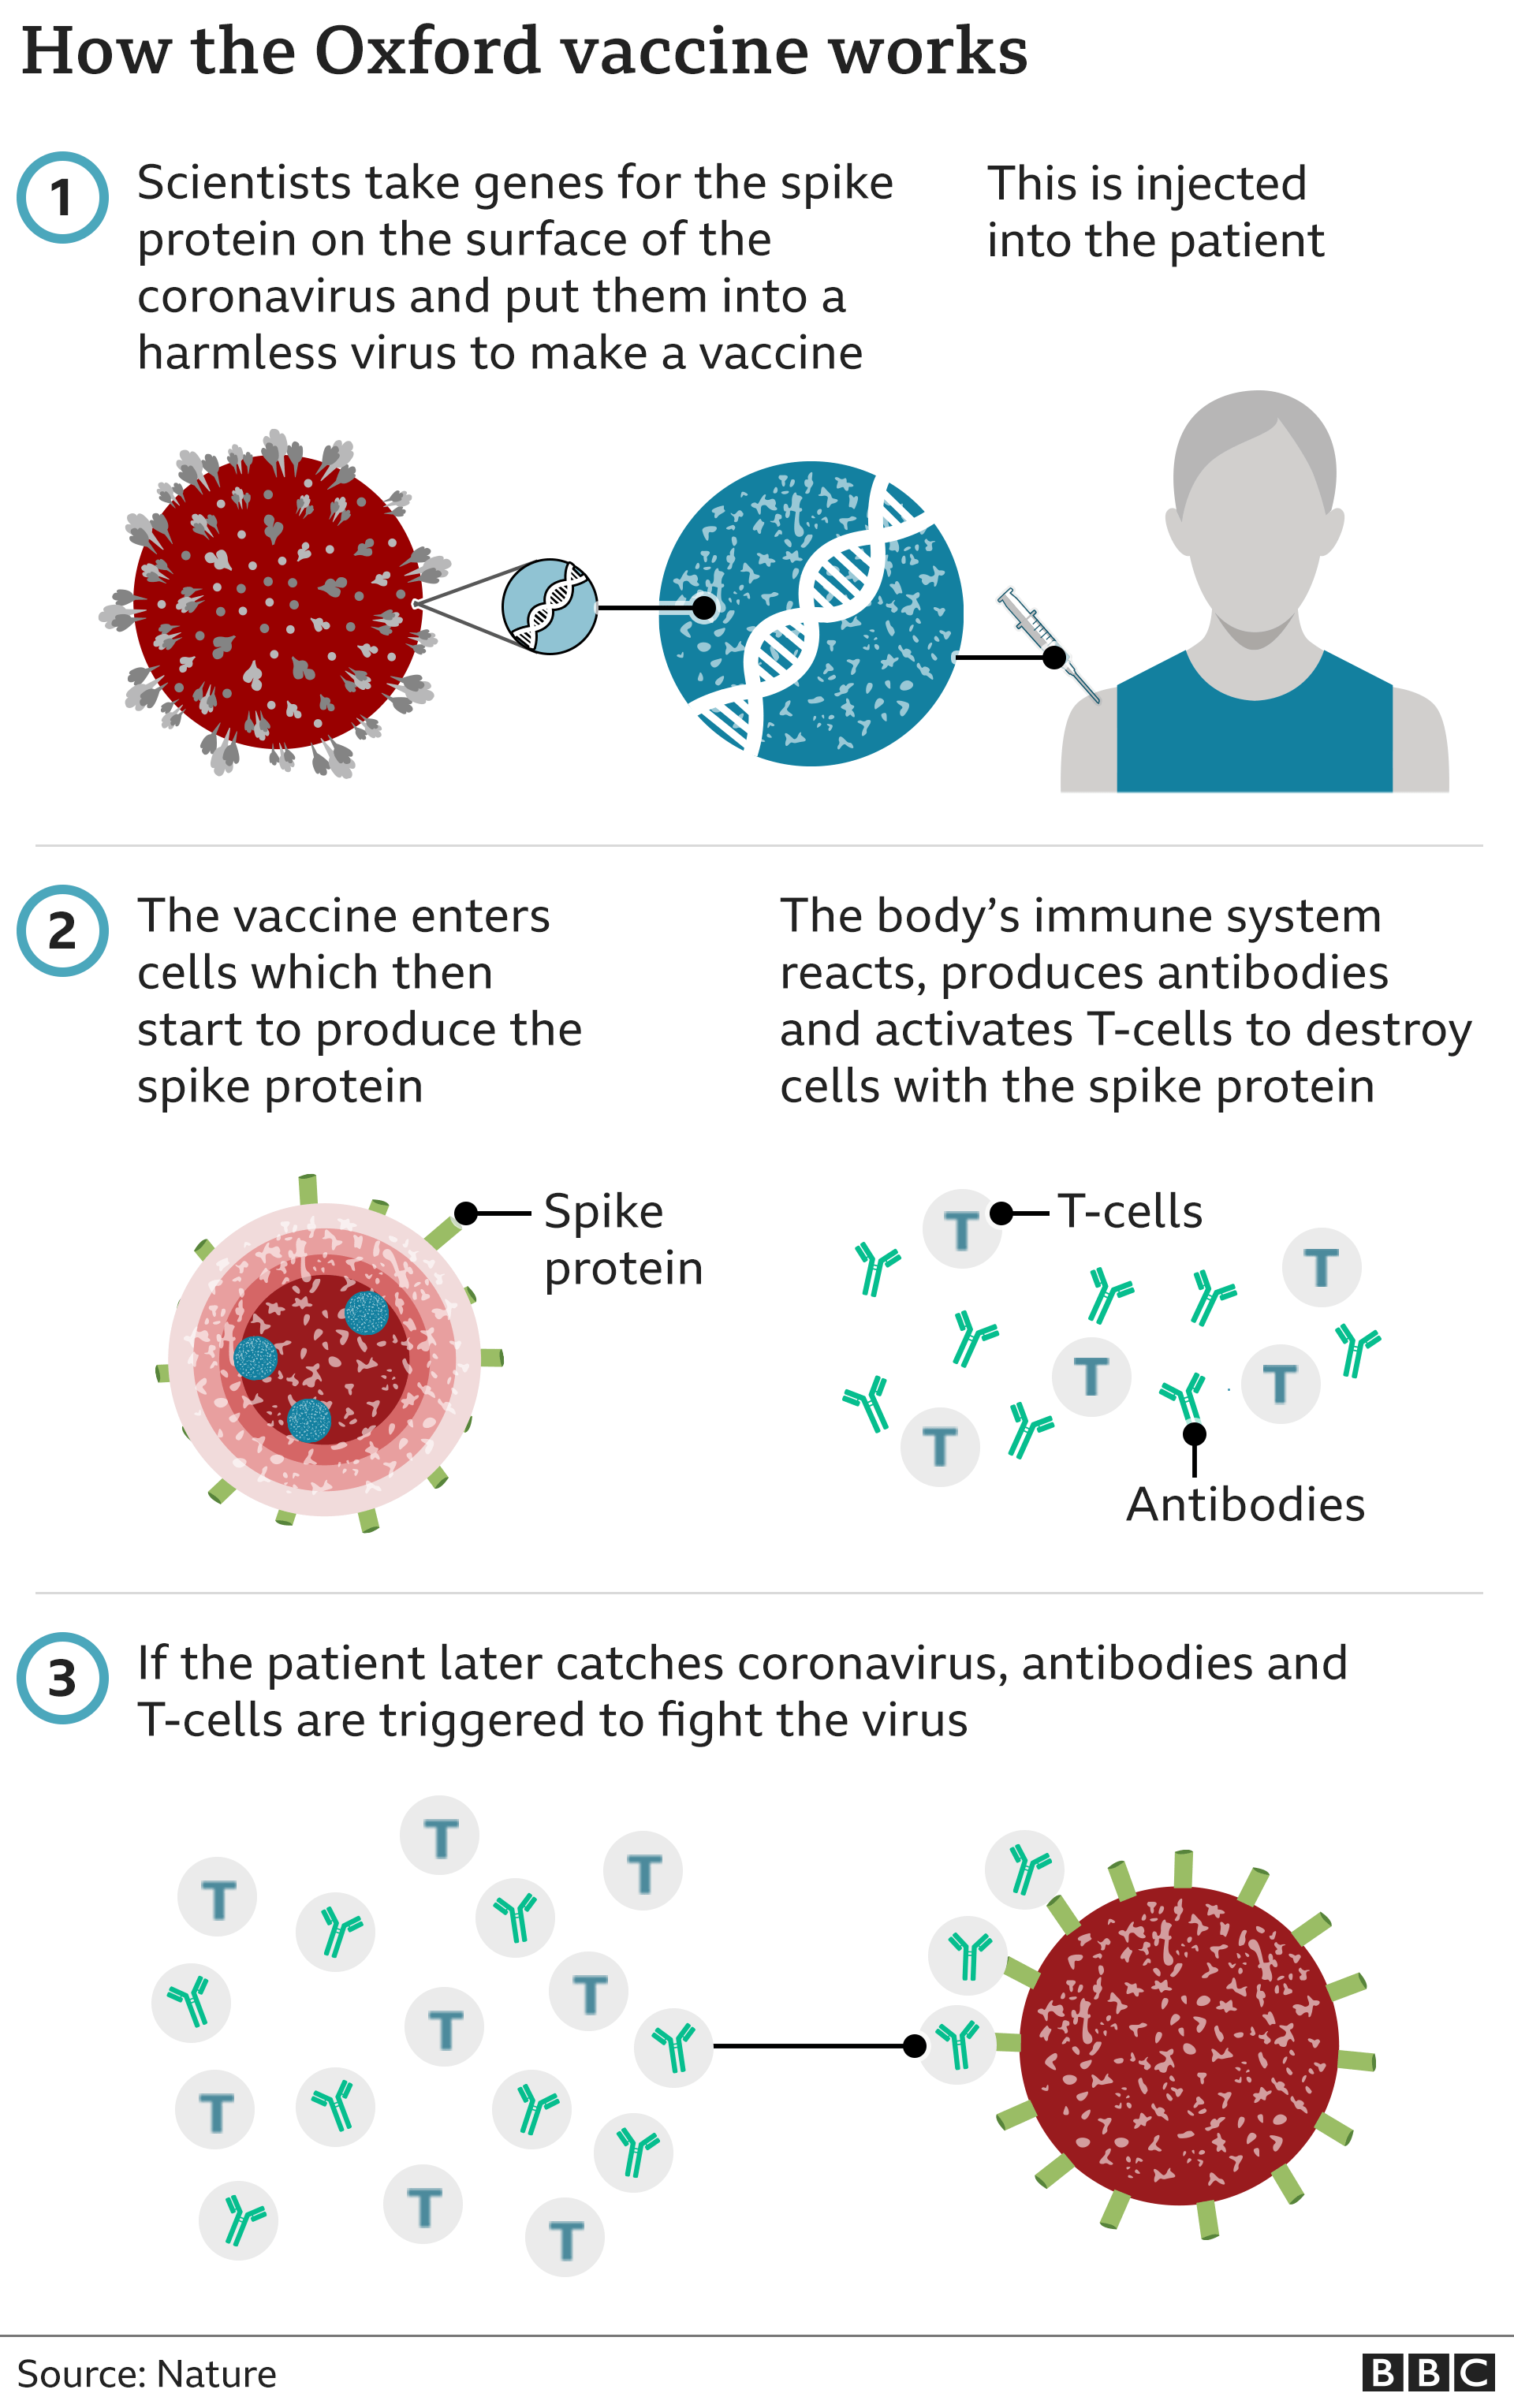 How the Oxford vaccine works
1
Scientists take genes for the spike
protein on the surface of the
coronavirus and put them into a
harmless virus to make a vaccine
This is injected
into the patient
2
The vaccine enters
cells which then
start to produce the
spike protein
The body’s immune system
reacts, produces antibodies
and activates T-cells to destroy
cells with the spike protein
Spike
protein
T
T-cells
T
T
T
T
Antibodies
3
If the patient later catches coronavirus, antibodies and
T-cells are triggered to fight the virus
T
T
T
T
T
T
T
T
Source: Nature
BBC